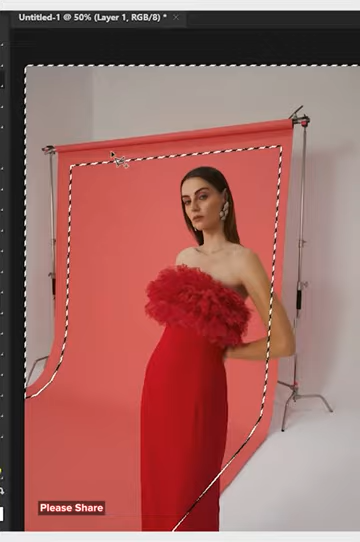 Untitled-1 @ 50% (Layer 1, RGB/8) *
Please Share